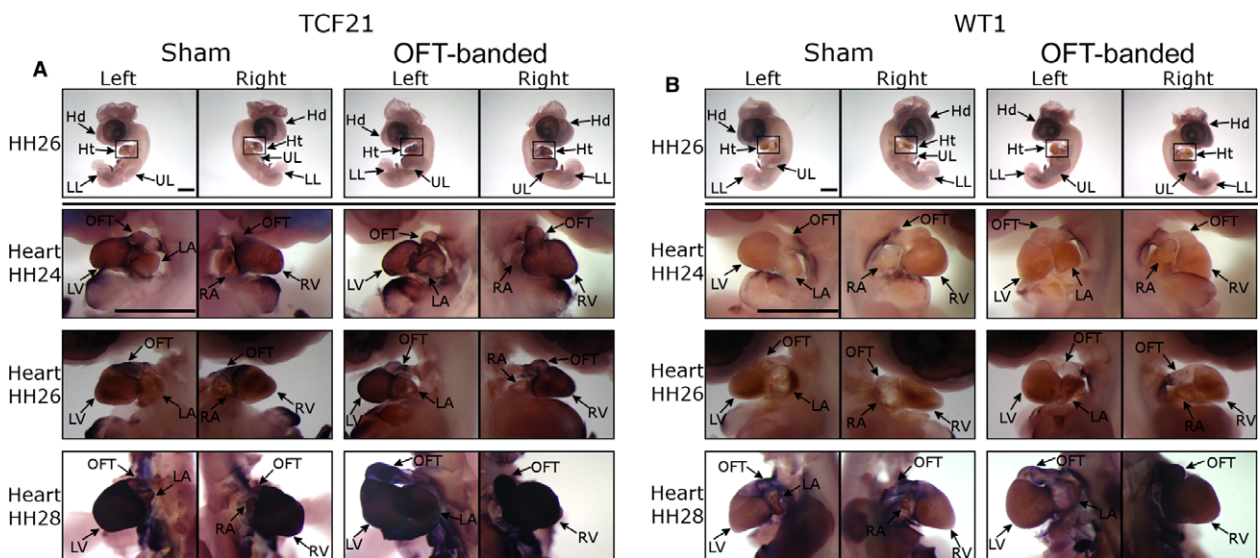 TCF21 WT1
Sham OFT-banded Sham OFT-banded
A Left Right Left Right B Left Right Left Right
HH26 Hd Ht LL UL Hd Ht UL LL Hd Ht LL UL Hd Ht UL LL HH26 Hd Ht LL UL Hd Ht UL LL Hd Ht LL UL Hd Ht UL LL
Heart HH24 OFT LA LV OFT RA RV OFT LV LA OFT RA RV Heart HH24 OFT LV LA OFT RA RV OFT LV LA OFT RA RV
Heart HH26 OFT LV LA OFT RA RV OFT LV LA RA OFT RV Heart HH26 OFT LV LA OFT RA RV OFT LV LA OFT RA RV
Heart HH28 OFT LA LV OFT RA RV OFT LV LA OFT RV Heart HH28 OFT LA LV OFT RA RV OFT LV LA OFT RV